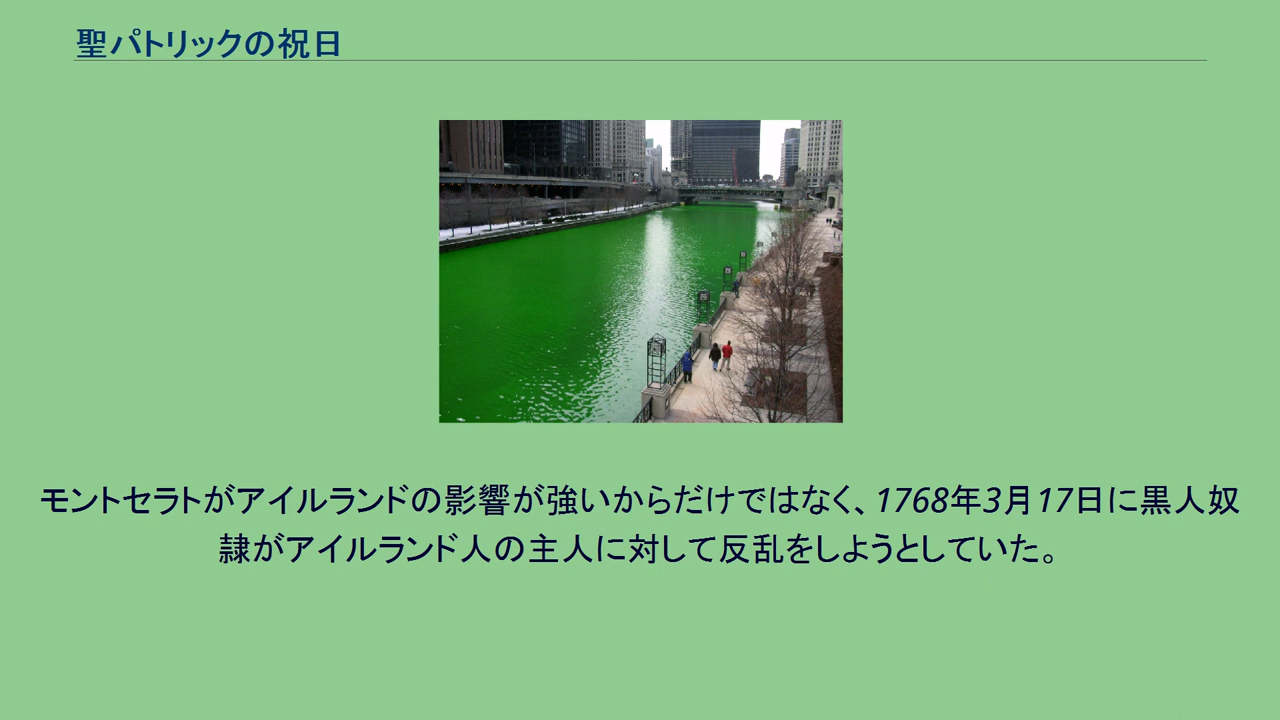 聖パトリックの祝日
モントセラトがアイルランドの影響が強いからだけではなく、1768年3月17日に黒人奴
隷がアイルランド人の主人に対して反乱をしようとしていた。